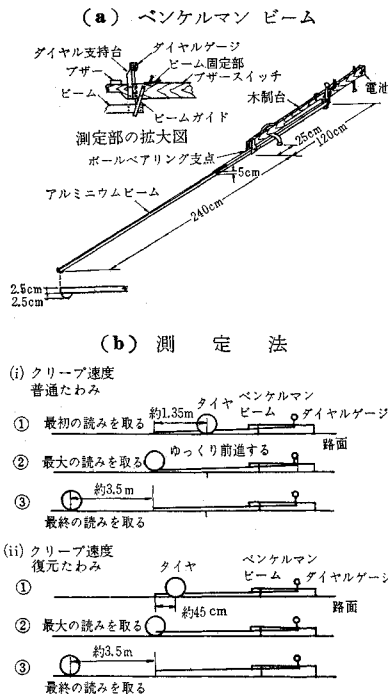 (a) ベンケルマン ビーム
ダイヤル支持台
ダイヤルゲージ
ビーム固定部
ブザー
ブザースイッチ
ビーム
ビームガイド
測定部の拡大図
電池
木制台
ボールベアリング支点
25cm
120cm
アルミニウムビーム
5cm
240cm
2.5cm
2.5cm
(b) 測 定 法
(i) クリープ速度
普通たわみ
約1.35m
タイヤ
ベンケルマン
ビーム
ダイヤルゲージ
① 最初の読みを取る
路面
② 最大の読みを取る
ゆっくり前進する
③
約3.5m
最終の読みを取る
(ii) クリープ速度
復元たわみ
タイヤ
ベンケルマン
ビーム
ダイヤルゲージ
①
路面
約45cm
② 最大の読みを取る
約3.5m
③
最終の読みを取る